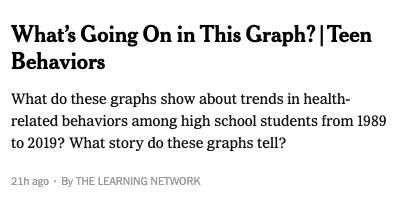 What's Going On in This Graph? | Teen
Behaviors
What do these graphs show about trends in health-
related behaviors among high school students from 1989
to 2019? What story do these graphs tell?
21h ago · By THE LEARNING NETWORK